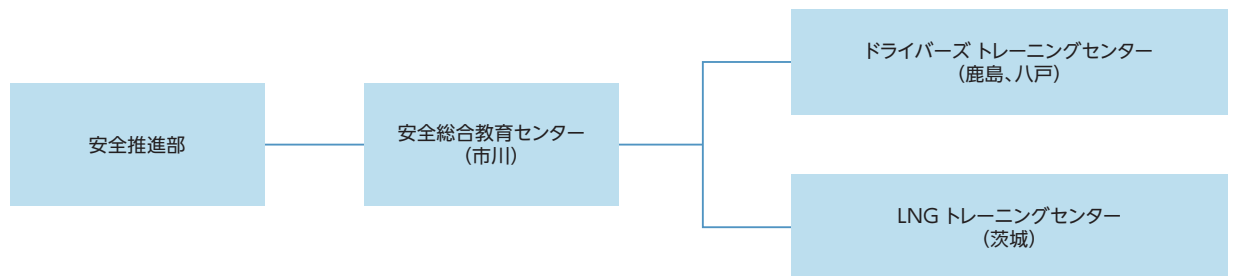 安全推進部
安全総合教育センター
(市川)
ドライバーズ トレーニングセンター
(鹿島、八戸)
LNG トレーニングセンター
(茨城)